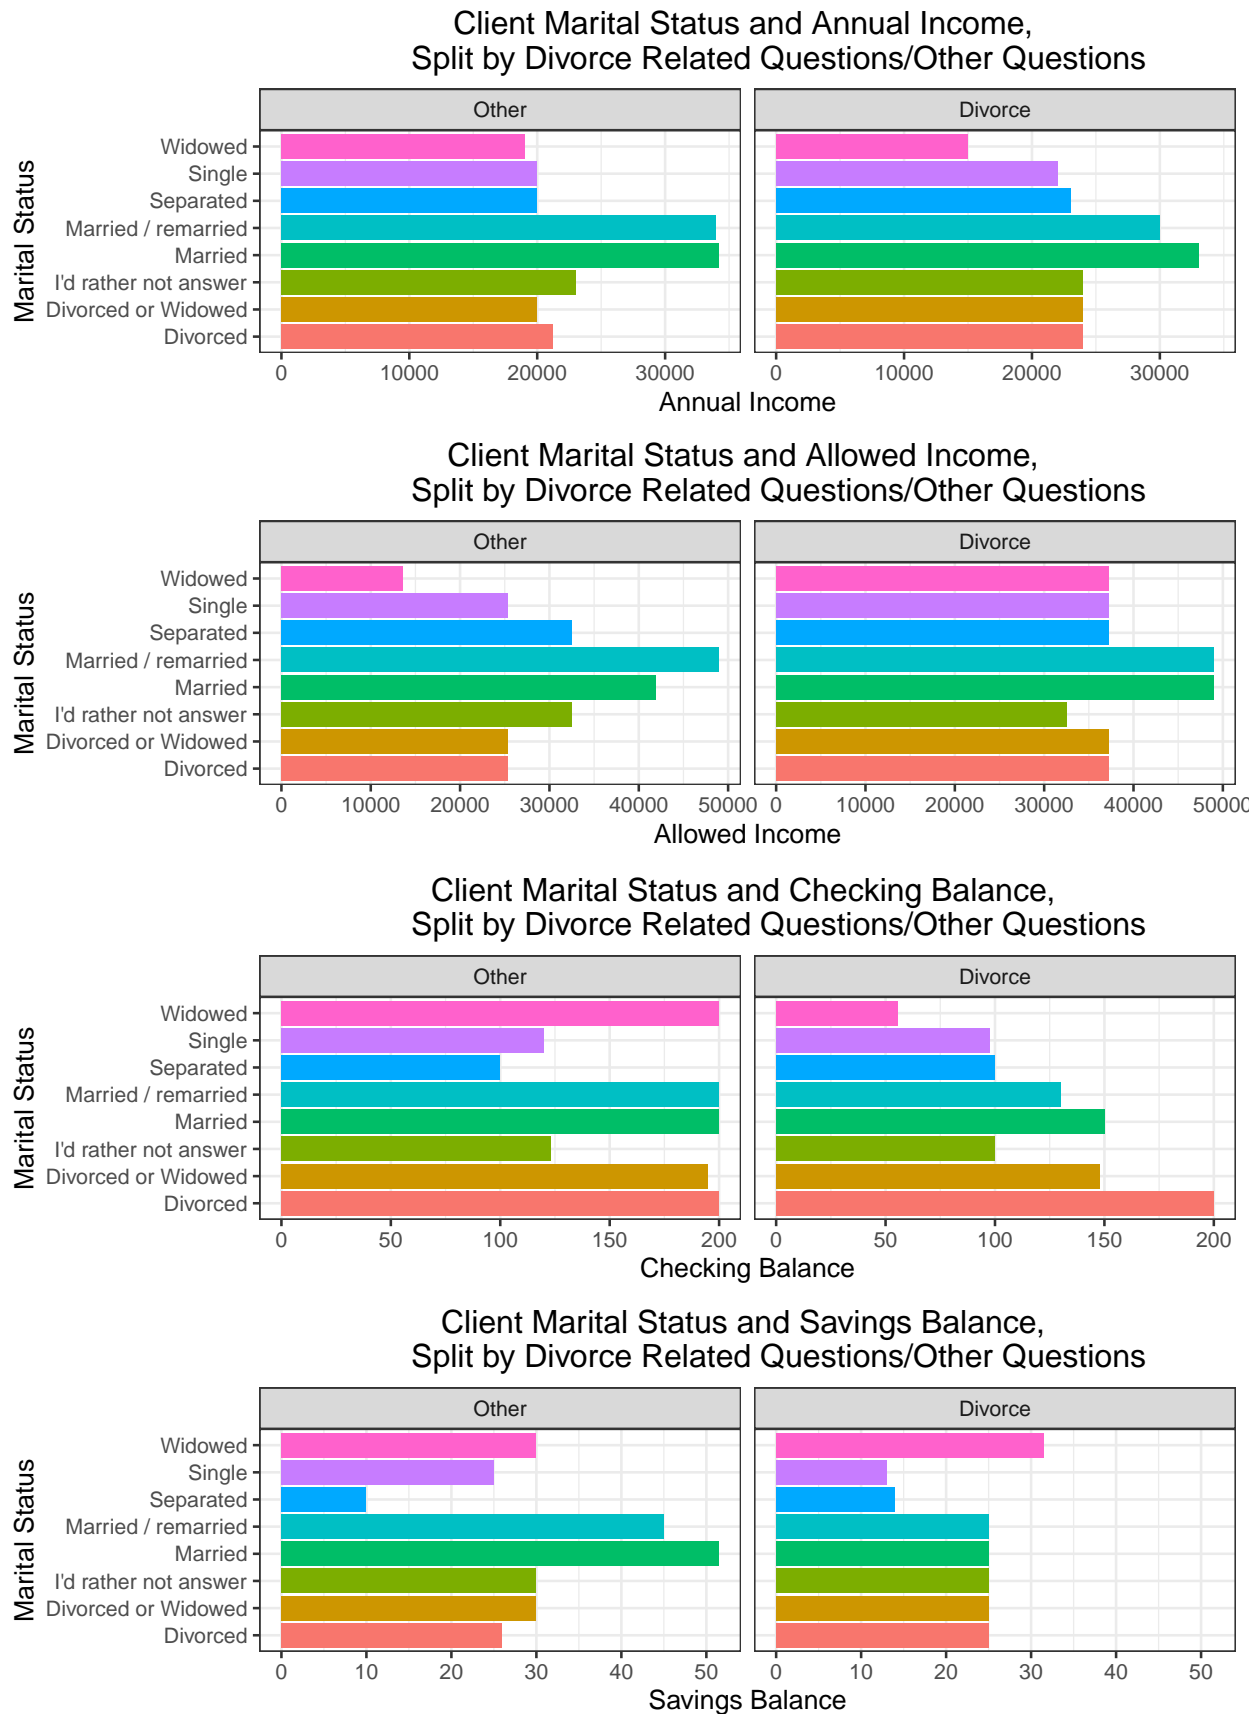 Client Marital Status and Annual Income,
Split by Divorce Related Questions/Other Questions
Other
Divorce
Marital Status
Widowed
Single
Separated
Married / remarried
Married
I'd rather not answer
Divorced or Widowed
Divorced
0 10000 20000 30000
0 10000 20000 30000
Annual Income
Client Marital Status and Allowed Income,
Split by Divorce Related Questions/Other Questions
Other
Divorce
Marital Status
Widowed
Single
Separated
Married / remarried
Married
I'd rather not answer
Divorced or Widowed
Divorced
0 10000 20000 30000 40000 50000
0 10000 20000 30000 40000 50000
Allowed Income
Client Marital Status and Checking Balance,
Split by Divorce Related Questions/Other Questions
Other
Divorce
Marital Status
Widowed
Single
Separated
Married / remarried
Married
I'd rather not answer
Divorced or Widowed
Divorced
0 50 100 150 200
0 50 100 150 200
Checking Balance
Client Marital Status and Savings Balance,
Split by Divorce Related Questions/Other Questions
Other
Divorce
Marital Status
Widowed
Single
Separated
Married / remarried
Married
I'd rather not answer
Divorced or Widowed
Divorced
0 10 20 30 40 50
0 10 20 30 40 50
Savings Balance